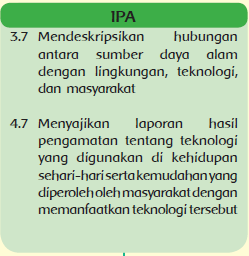 IPA
3.7 Mendeskripsikan hubungan
antara sumber daya alam
dengan lingkungan, teknologi,
dan masyarakat
4.7 Menyajikan laporan hasil
pengamatan tentang teknologi
yang digunakan di kehidupan
sehari-hari serta kemudahan yang
diperoleh oleh masyarakat dengan
memanfaatkan teknologi tersebut